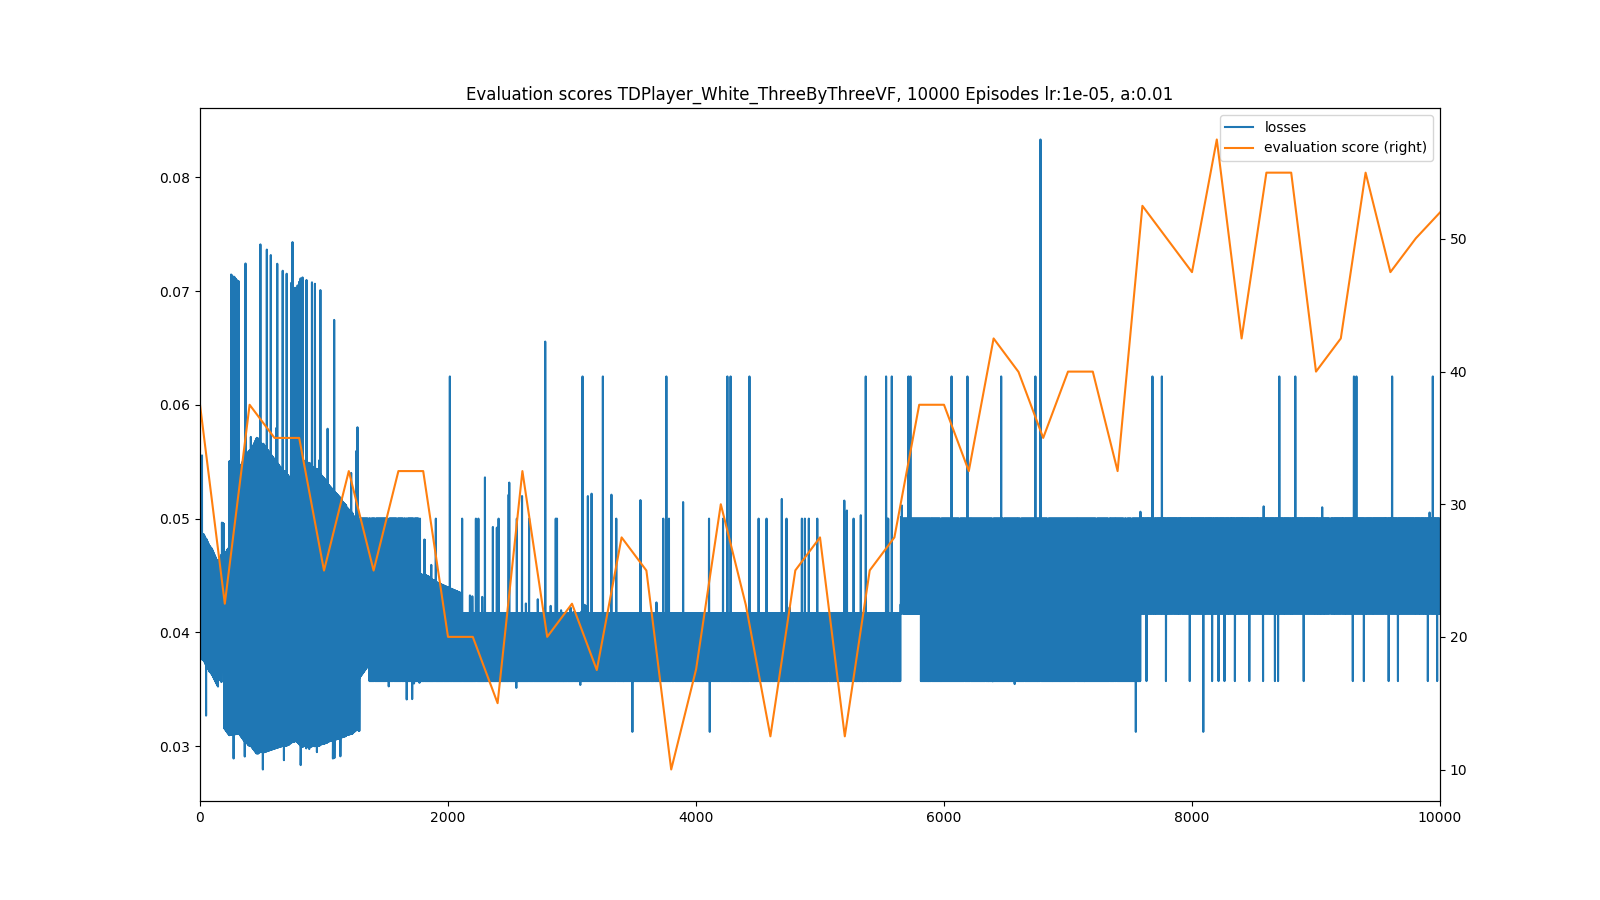 Evaluation scores TDPlayer_White_ThreeByThreeVF, 10000 Episodes lr:1e-05, a:0.01
losses
evaluation score (right)
0.08
0.07
0.06
0.05
0.04
0.03
50
40
30
20
10
0 2000 4000 6000 8000 10000